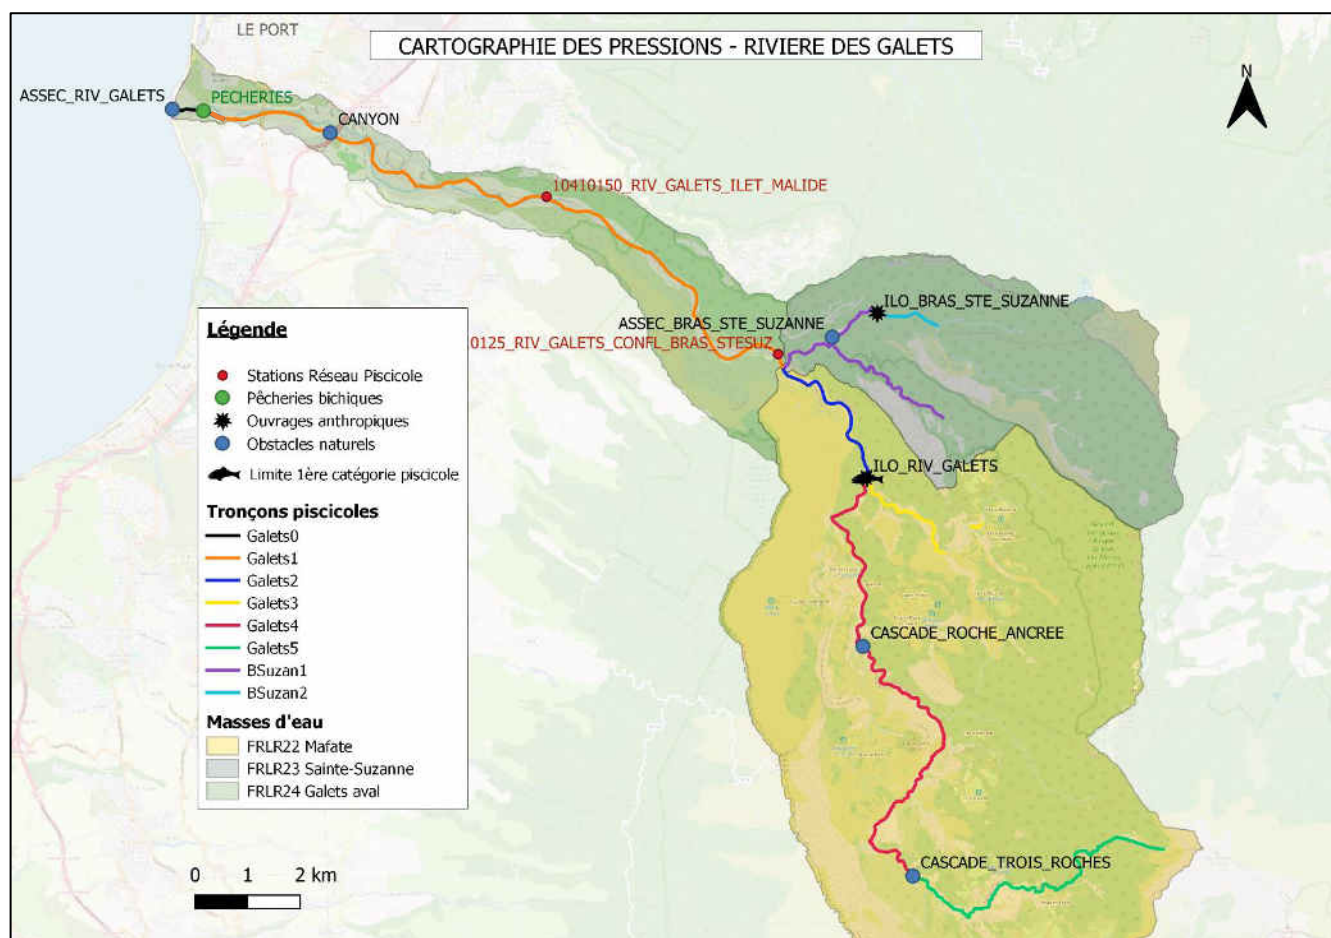 LE PORT
CARTOGRAPHIE DES PRESSIONS - RIVIERE DES GALETS
N
ASSEC_RIV_GALETS
PECHERIES
CANYON
10410150_RIV_GALETS_ILET_MALIDE
ILO_BRAS_STE_SUZANNE
ASSEC_BRAS_STE_SUZANNE
0125_RIV_GALETS_CONFL_BRAS_STESUZ
ILO_RIV_GALETS
CASCADE_ROCHE_ANCREE
CASCADE_TROIS_ROCHES
Légende
Stations Réseau Piscicole
Pêcheries bichiques
Ouvrages anthropiques
Obstacles naturels
Limite 1ère catégorie piscicole
Tronçons piscicoles
Galets0
Galets1
Galets2
Galets3
Galets4
Galets5
BSuzan1
BSuzan2
Masses d'eau
FRLR22 Mafate
FRLR23 Sainte-Suzanne
FRLR24 Galets aval
0 1 2 km